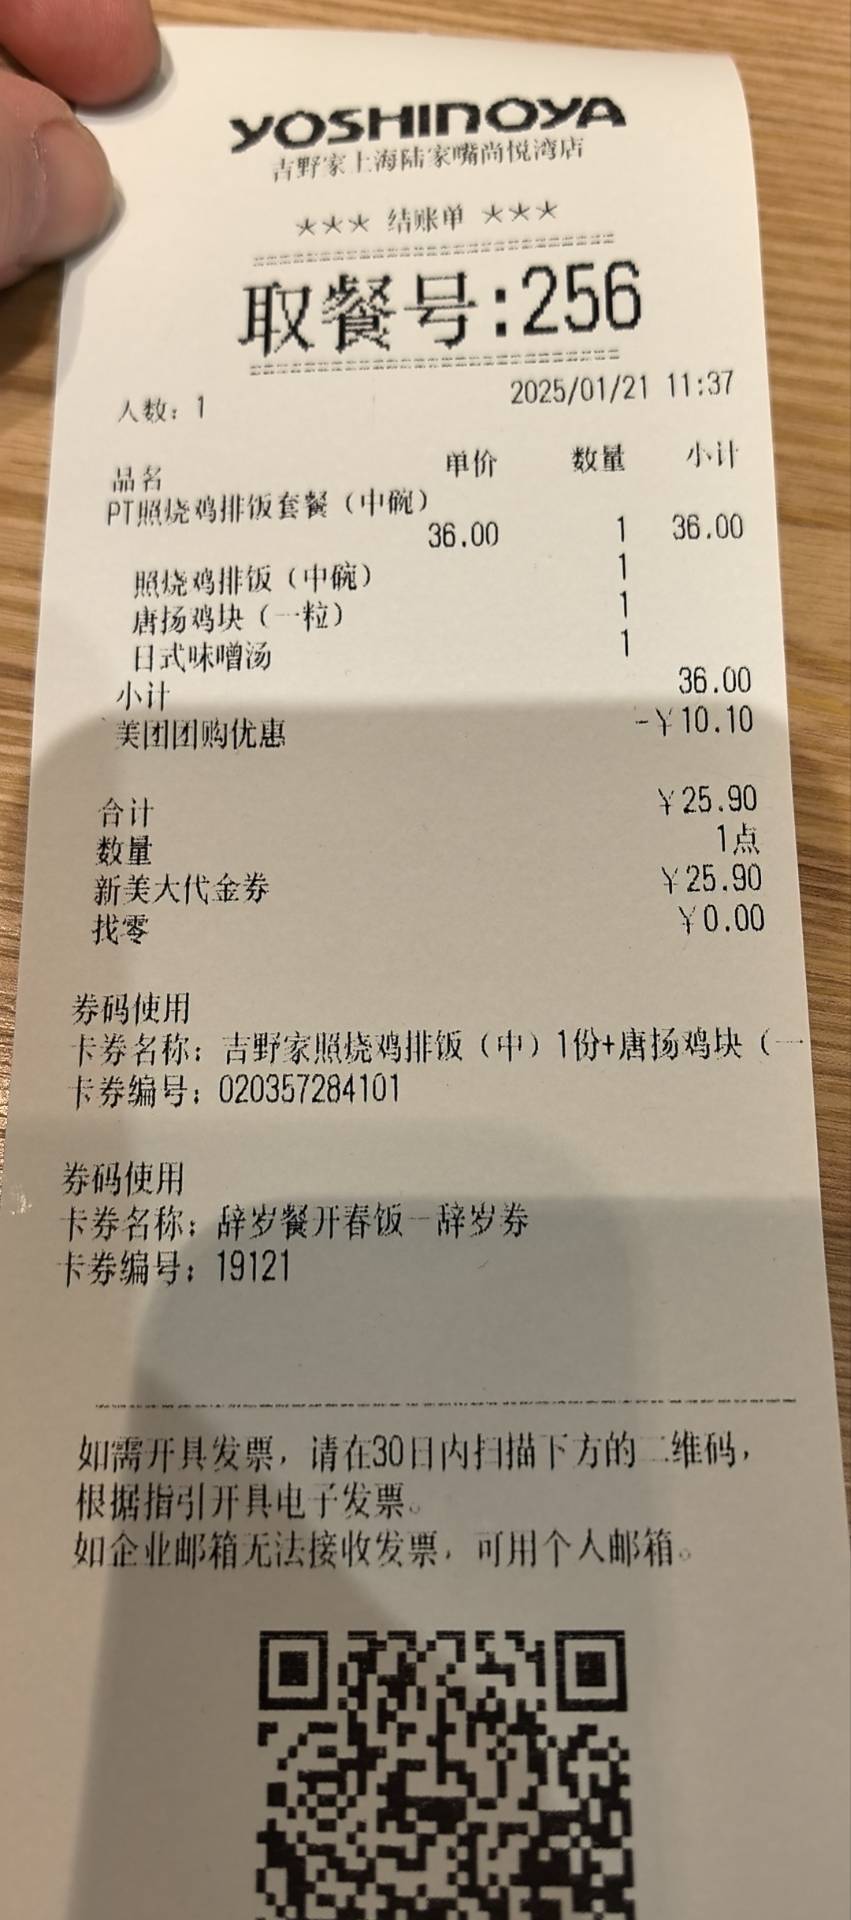 YOSHINOYA
吉野家上海陆家嘴尚悦湾店
*** 结账单 ***
取餐号:256
人数：1 2025/01/21 11:37
品名 单价 数量 小计
PT照烧鸡排饭套餐（中碗）
36.00 1 36.00
照烧鸡排饭（中碗） 1
唐扬鸡块（一粒） 1
日式味噌汤 1
小计 36.00
美团团购优惠 -￥10.10
合计 ￥25.90
数量 1点
新美大代金券 ￥25.90
找零 ￥0.00
券码使用
卡券名称：吉野家照烧鸡排饭（中）1份+唐扬鸡块（一
卡券编号：020357284101
券码使用
卡券名称：辞岁餐开春饭－辞岁券
卡券编号：19121
如需开具发票，请在30日内扫描下方的二维码，
根据指引开具电子发票。
如企业邮箱无法接收发票，可用个人邮箱。